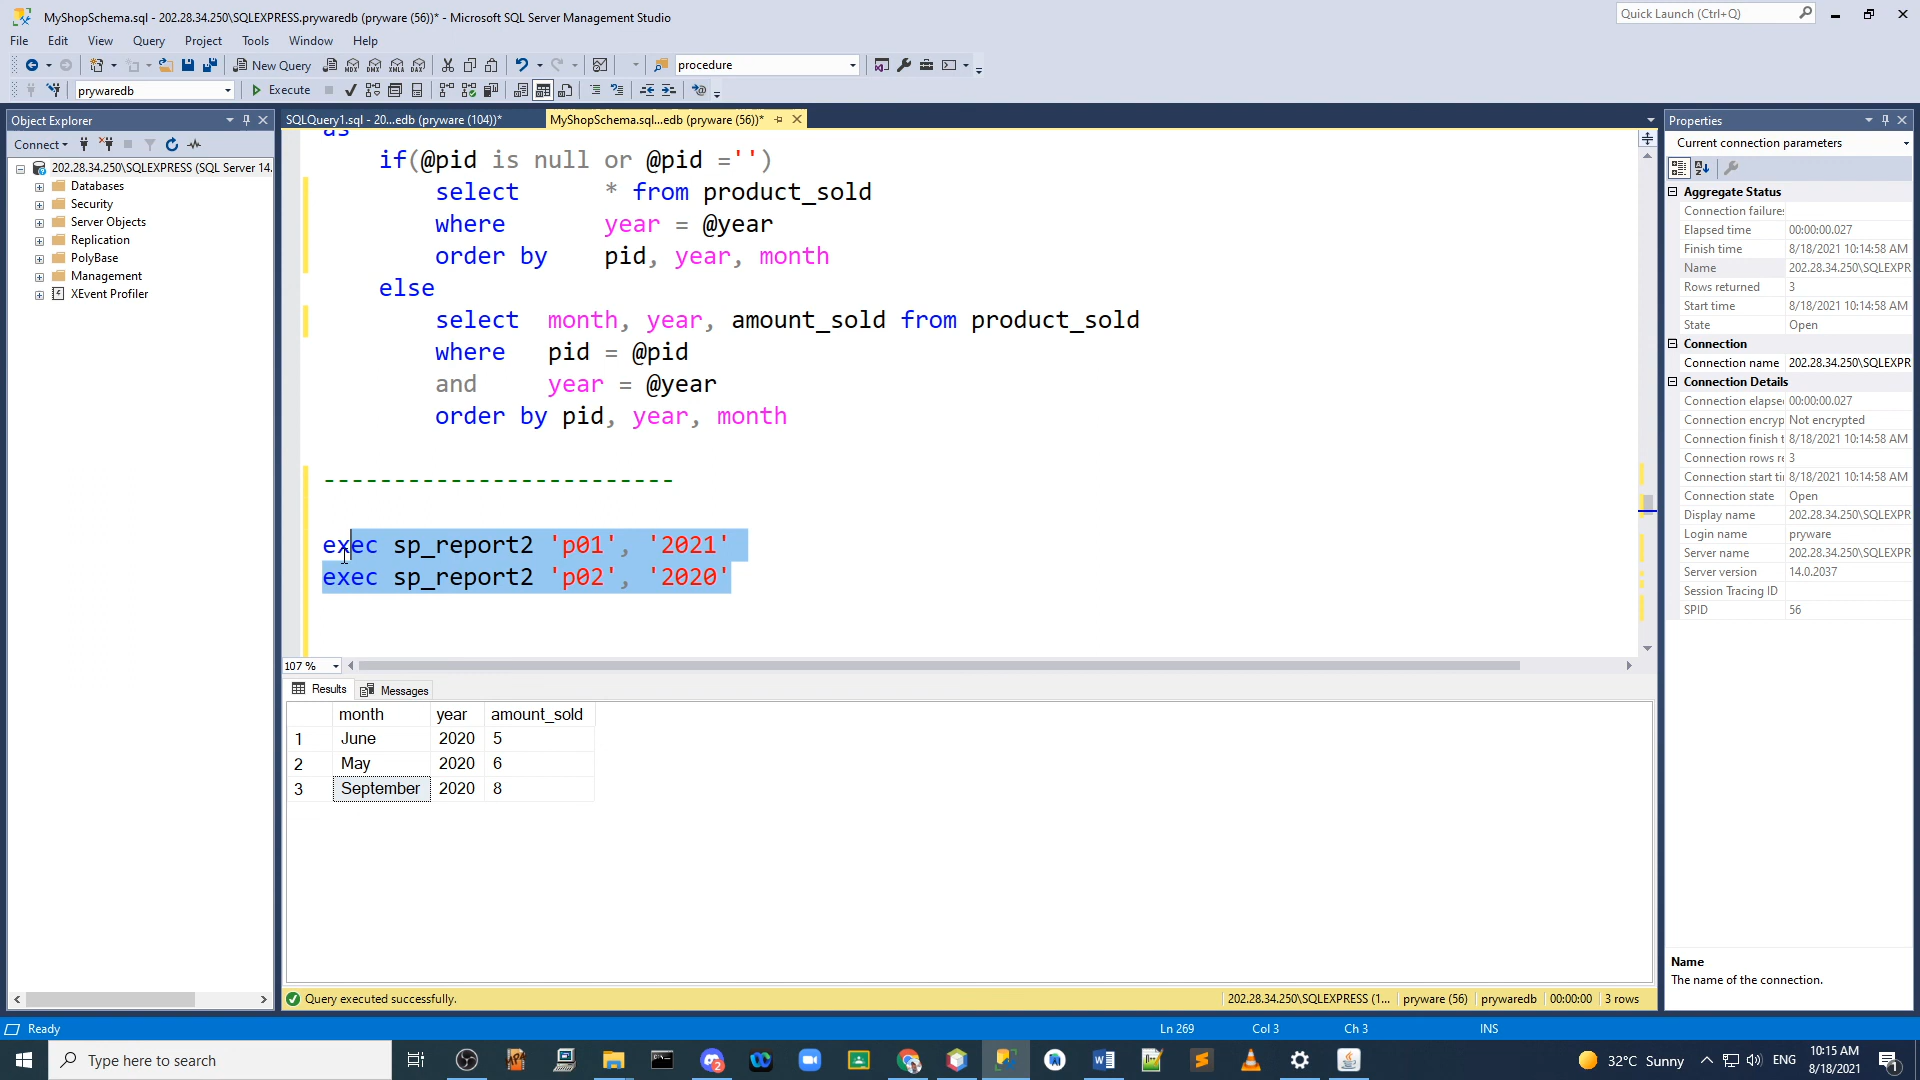 MyShopSchema.sql - 202.28.34.250\SQLEXPRESS.prywaredb (pryware (56))* - Microsoft SQL Server Management Studio
Quick Launch (Ctrl+Q)
File Edit View Query Project Tools Window Help
New Query
procedure
prywaredb
Execute
Object Explorer
Connect
202.28.34.250\SQLEXPRESS (SQL Server 14.
Databases
Security
Server Objects
Replication
PolyBase
Management
XEvent Profiler
SQLQuery1.sql - 20...edb (pryware (104))*
MyShopSchema.sql...edb (pryware (56))*
as
if(@pid is null or @pid ='')
select * from product_sold
where year = @year
order by pid, year, month
else
select month, year, amount_sold from product_sold
where pid = @pid
and year = @year
order by pid, year, month
-------------------------
exec sp_report2 'p01', '2021'
exec sp_report2 'p02', '2020'
107 %
Results Messages
month year amount_sold
1 June 2020 5
2 May 2020 6
3 September 2020 8
Query executed successfully.
202.28.34.250\SQLEXPRESS (1... pryware (56) prywaredb 00:00:00 3 rows
Properties
Current connection parameters
Aggregate Status
Connection failures
Elapsed time 00:00:00.027
Finish time 8/18/2021 10:14:58 AM
Name 202.28.34.250\SQLEXPR
Rows returned 3
Start time 8/18/2021 10:14:58 AM
State Open
Connection
Connection name 202.28.34.250\SQLEXPR
Connection Details
Connection elapse 00:00:00.027
Connection encryp Not encrypted
Connection finish t 8/18/2021 10:14:58 AM
Connection rows re 3
Connection start ti 8/18/2021 10:14:58 AM
Connection state Open
Display name 202.28.34.250\SQLEXPR
Login name pryware
Server name 202.28.34.250\SQLEXPR
Server version 14.0.2037
Session Tracing ID
SPID 56
Name
The name of the connection.
Ready
Ln 269 Col 3 Ch 3 INS
Type here to search
32°C Sunny
ENG
10:15 AM
8/18/2021